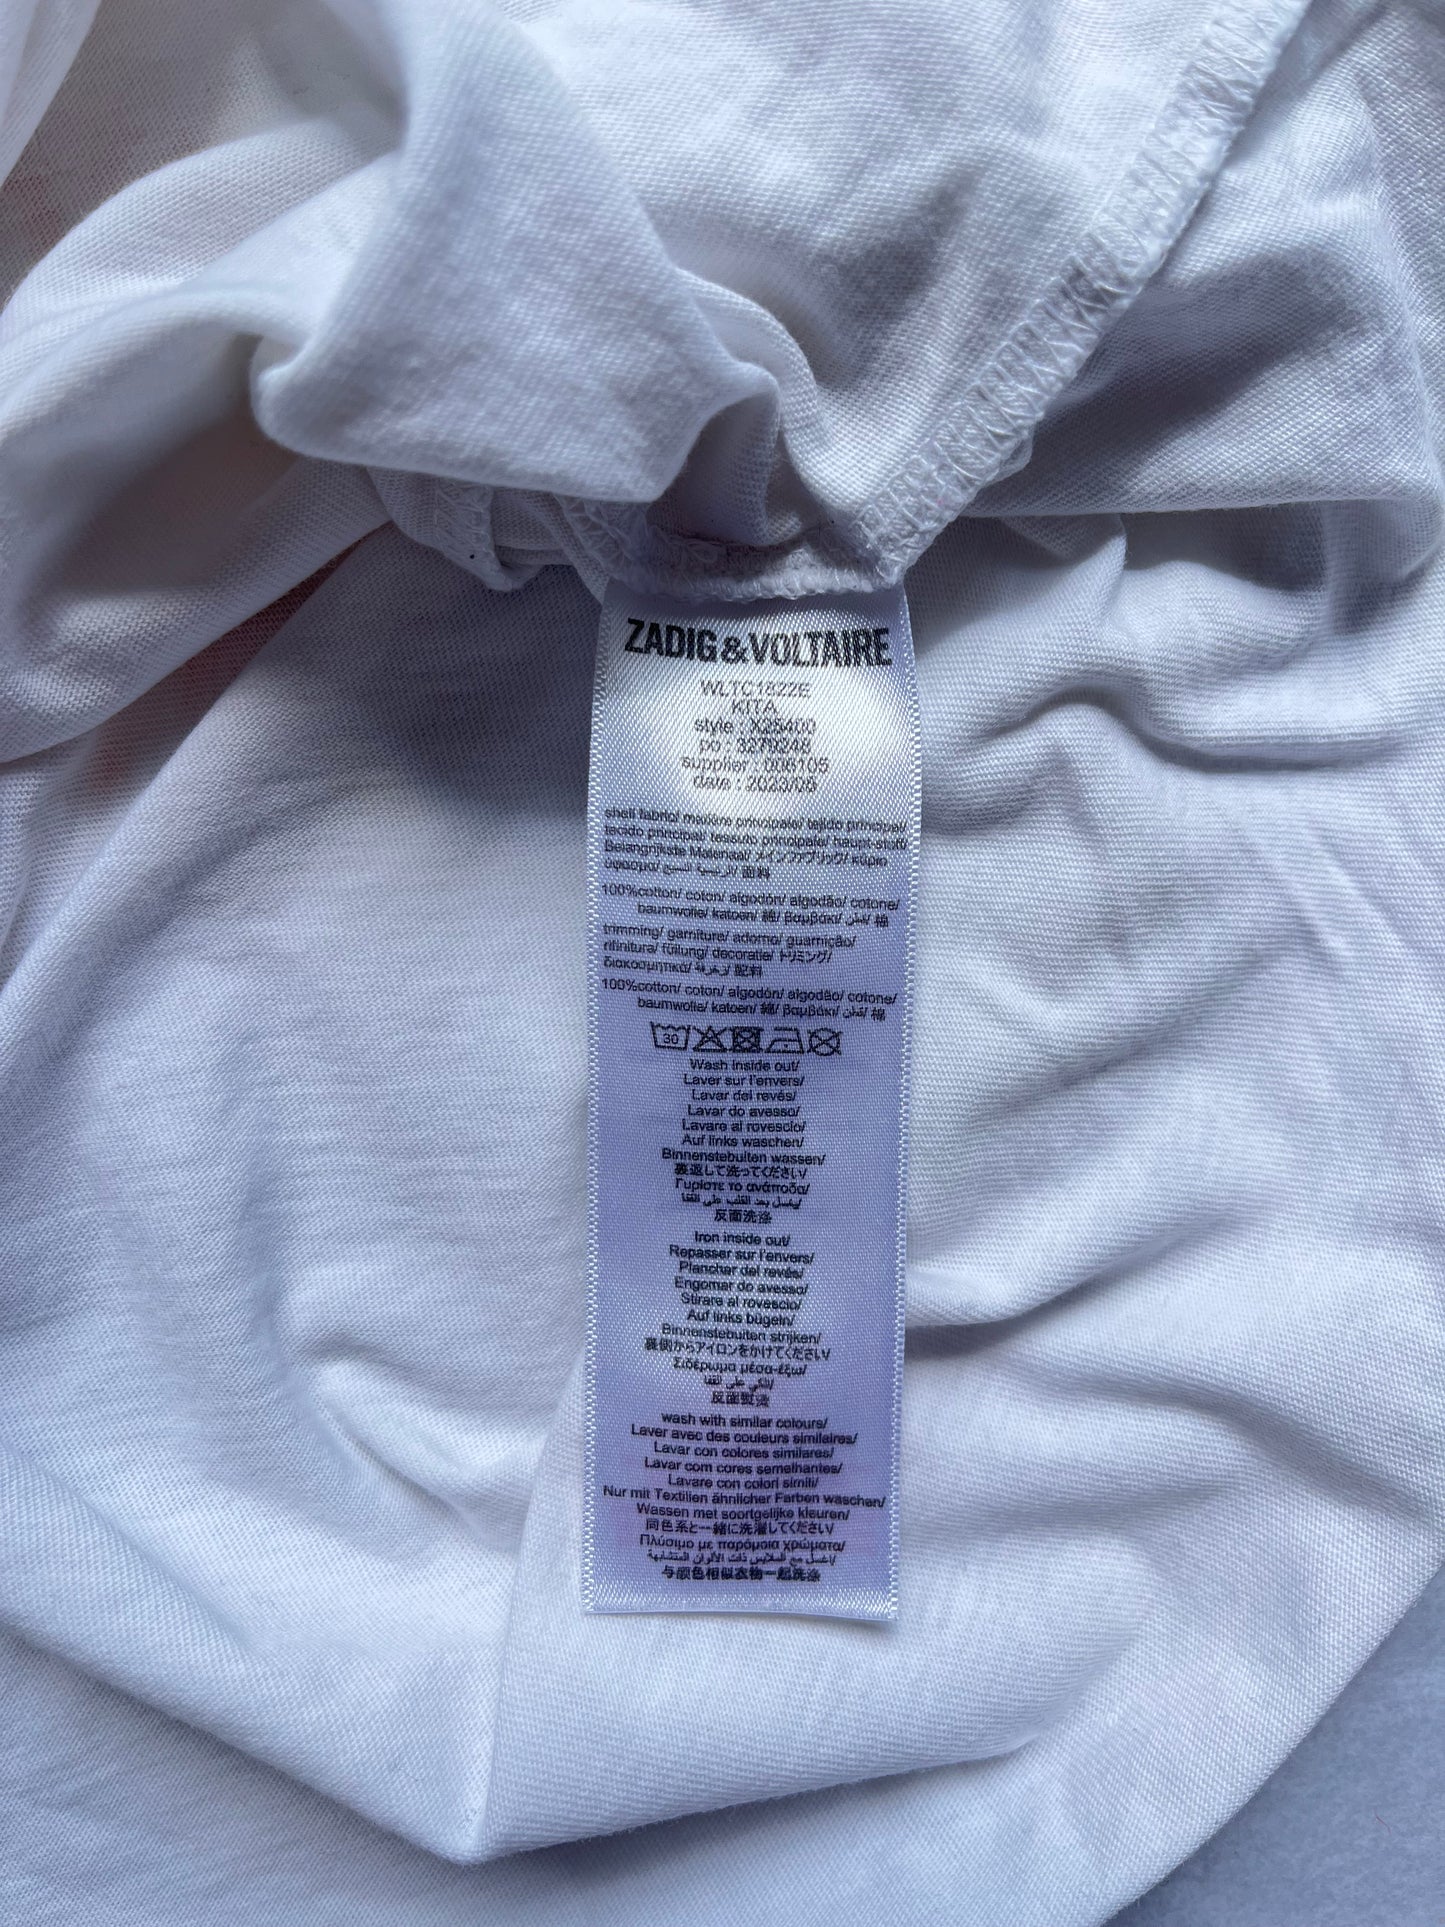 ZADIG&VOLTAIRE
WLTC1822E
KITA
style : X25400
po : 3279248
supplier : 006105
date : 2023/05
shell fabric/ matière principale/ tejido principal/
tecido principal/ tessuto principale/ haupt-stoff/
Belangrijkste Materiaal/ メインファブリック/ κύριο
ύφασμα/ النسيج الرئيسية/ 面料
100%cotton/ coton/ algodón/ algodão/ cotone/
baumwolle/ katoen/ 綿/ βαμβάκι/ قطن/ 棉
trimming/ garniture/ adorno/ guarnição/
rifinitura/ füllung/ decoratie/ トリミング/
διακοσμητικά/ زخرفة/ 配料
100%cotton/ coton/ algodón/ algodão/ cotone/
baumwolle/ katoen/ 綿/ βαμβάκι/ قطن/ 棉
30
Wash inside out/
Laver sur l'envers/
Lavar del revés/
Lavar do avesso/
Lavare al rovescio/
Auf links waschen/
Binnenstebuiten wassen/
裏返して洗ってください/
Γυρίστε το ανάποδα/
يغسل بعد القلب على القفا/
反面洗涤
Iron inside out/
Repasser sur l'envers/
Planchar del revés/
Engomar do avesso/
Stirare al rovescio/
Auf links bügeln/
Binnenstebuiten strijken/
裏側からアイロンをかけてください/
Σιδέρωμα μέσα-έξω/
الكي على القفا/
反面熨烫
wash with similar colours/
Laver avec des couleurs similaires/
Lavar con colores similares/
Lavar com cores semelhantes/
Lavare con colori simili/
Nur mit Textilien ähnlicher Farben waschen/
Wassen met soortgelijke kleuren/
同色系と一緒に洗濯してください/
Πλύσιμο με παρόμοια χρώματα/
اغسل مع الملابس ذات الألوان المتشابهة/
与颜色相似衣物一起洗涤